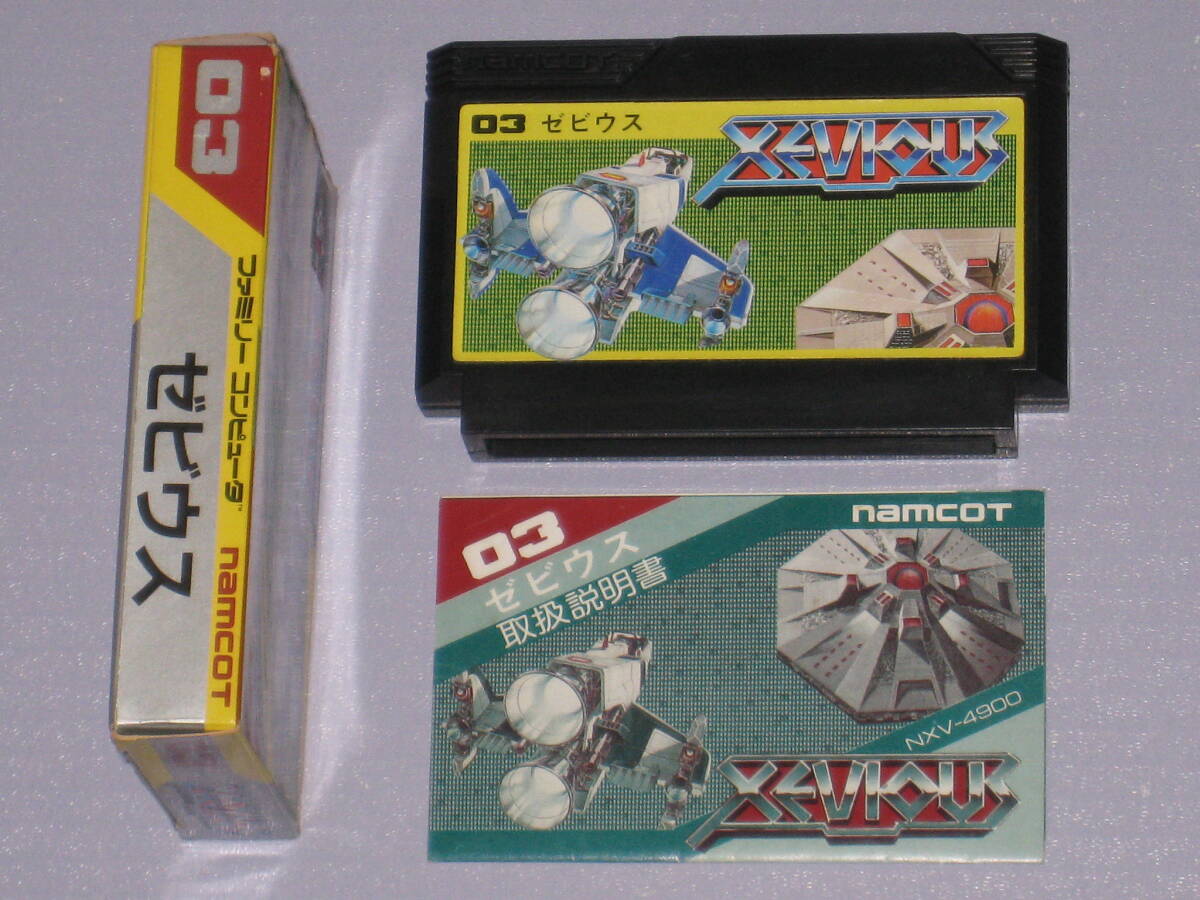 03
ファミリー コンピュータ™
ゼビウス
namcot
namcot
03 ゼビウス
XEVIOUS
03
ゼビウス
取扱説明書
namcot
NXV-4900
XEVIOUS